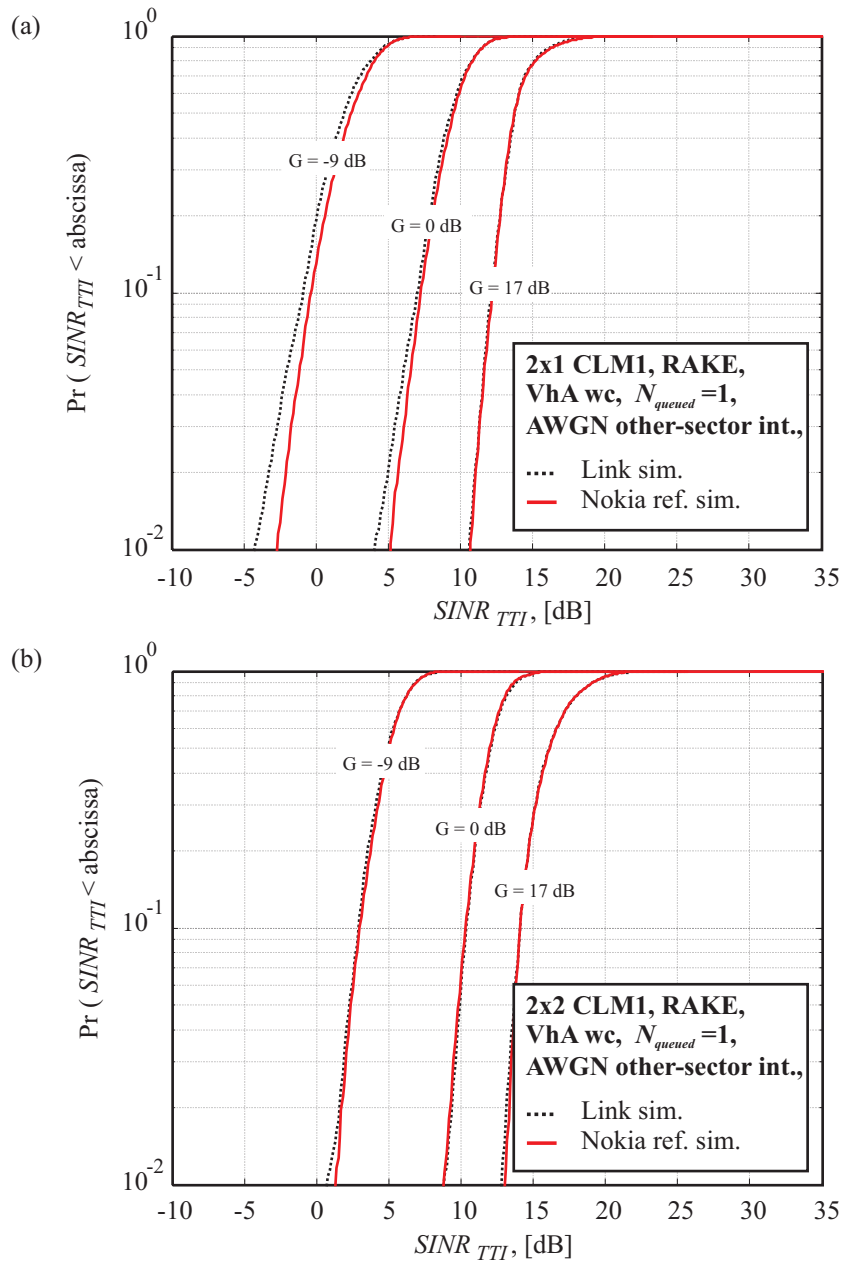 (a)
10^0
10^-1
10^-2
Pr ( SINR_TTI < abscissa)
G = -9 dB
G = 0 dB
G = 17 dB
2x1 CLM1, RAKE,
VhA wc, N_queued =1,
AWGN other-sector int.,
Link sim.
Nokia ref. sim.
-10 -5 0 5 10 15 20 25 30 35
SINR_TTI, [dB]
(b)
10^0
10^-1
10^-2
Pr ( SINR_TTI < abscissa)
G = -9 dB
G = 0 dB
G = 17 dB
2x2 CLM1, RAKE,
VhA wc, N_queued =1,
AWGN other-sector int.,
Link sim.
Nokia ref. sim.
-10 -5 0 5 10 15 20 25 30 35
SINR_TTI, [dB]